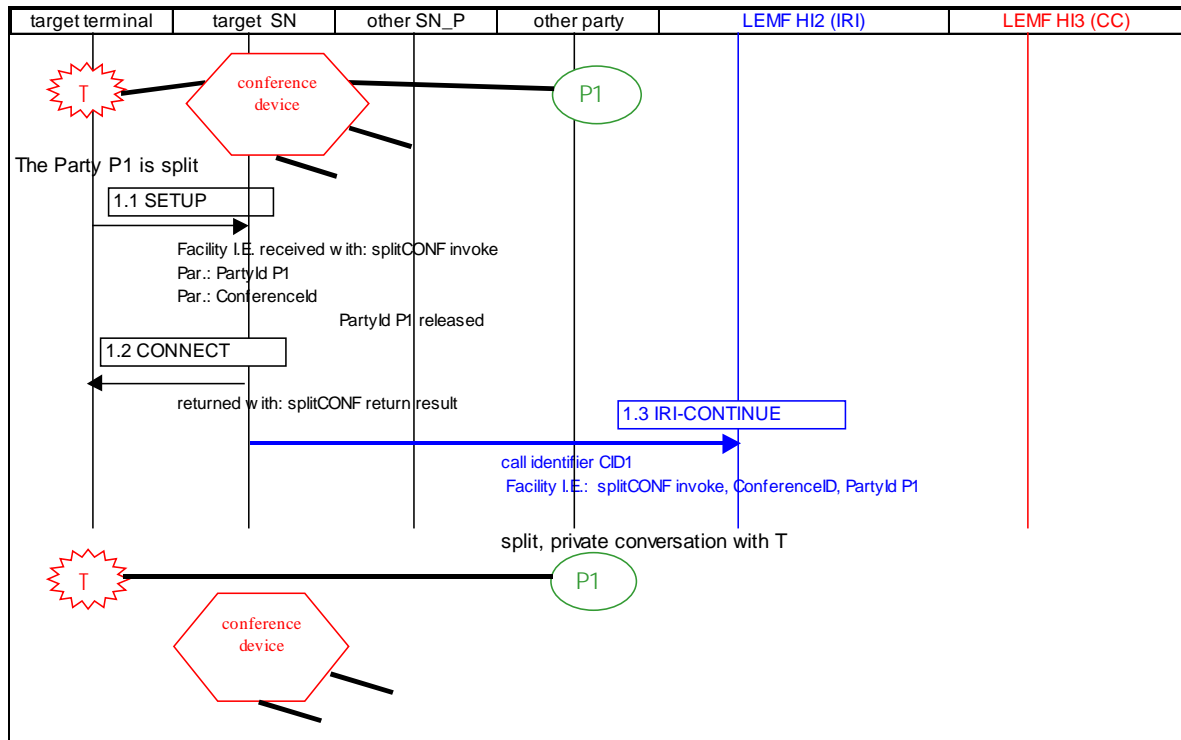 target terminal target SN other SN_P other party LEMF HI2 (IRI) LEMF HI3 (CC)
T
conference
device
P1
The Party P1 is split
1.1 SETUP
Facility I.E. received with: splitCONF invoke
Par.: PartyId P1
Par.: ConferenceId
PartyId P1 released
1.2 CONNECT
returned with: splitCONF return result
1.3 IRI-CONTINUE
call identifier CID1
Facility I.E.: splitCONF invoke, ConferenceID, PartyId P1
split, private conversation with T
T
P1
conference
device